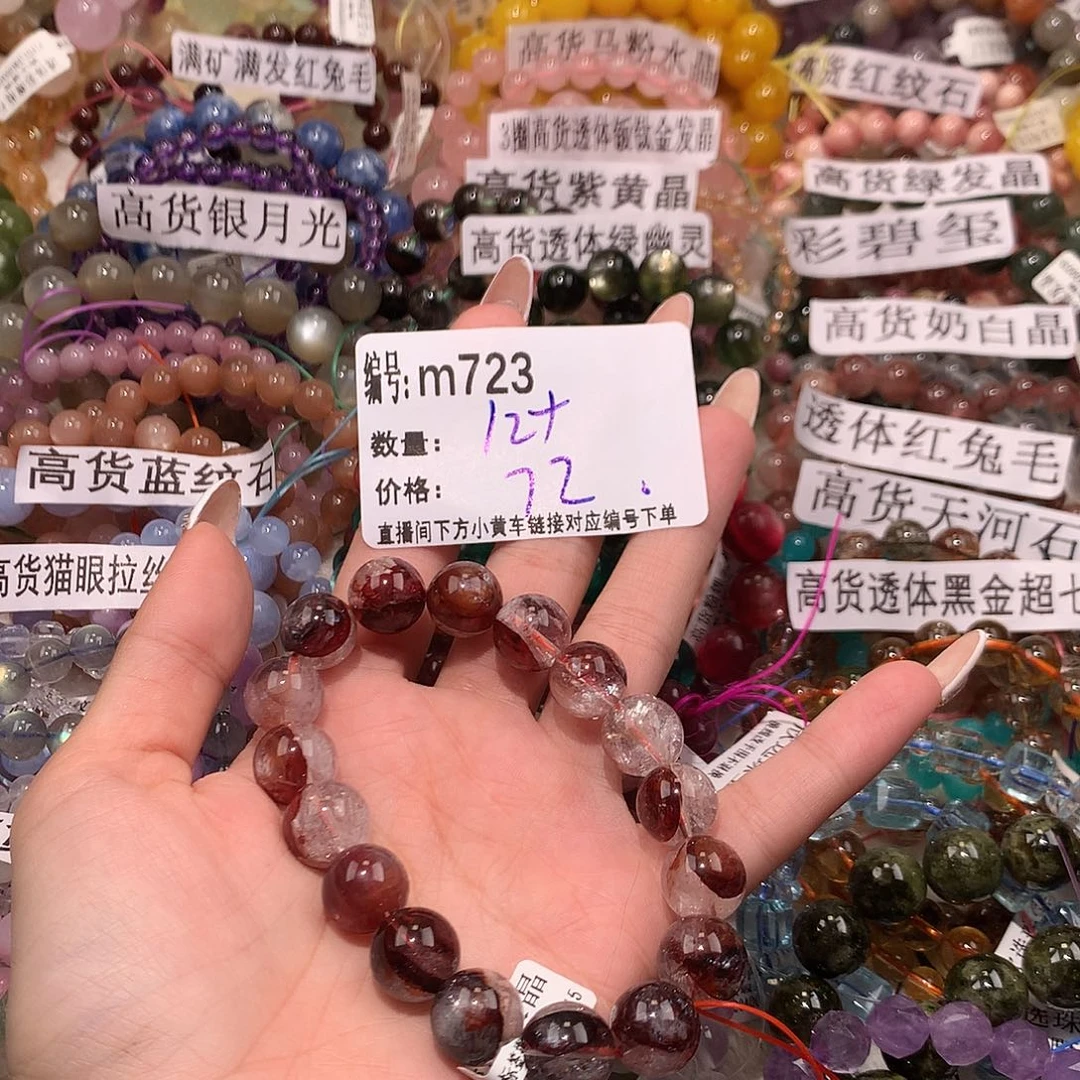 满矿满发红兔毛
高货马粉水晶
货红纹石
3圈高货透体钣钛金发晶
高货紫黄晶
高货绿发晶
高货银月光
高货透体绿幽灵
彩碧玺
高货奶白晶
编号: m723
数量: 12+
价格: 72.
直播间下方小黄车链接对应编号下单
透体红兔毛
高货蓝纹石
高货天河石
高货猫眼拉丝
高货透体黑金超七
晶
选珠